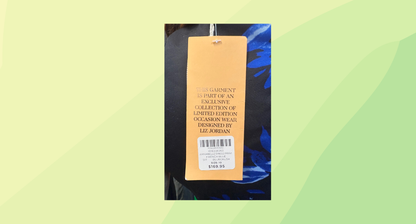 THIS GARMENT
IS PART OF AN
EXCLUSIVE
COLLECTION OF
LIMITED EDITION
OCCASION WEAR
DESIGNED BY
LIZ JORDAN
$169.95